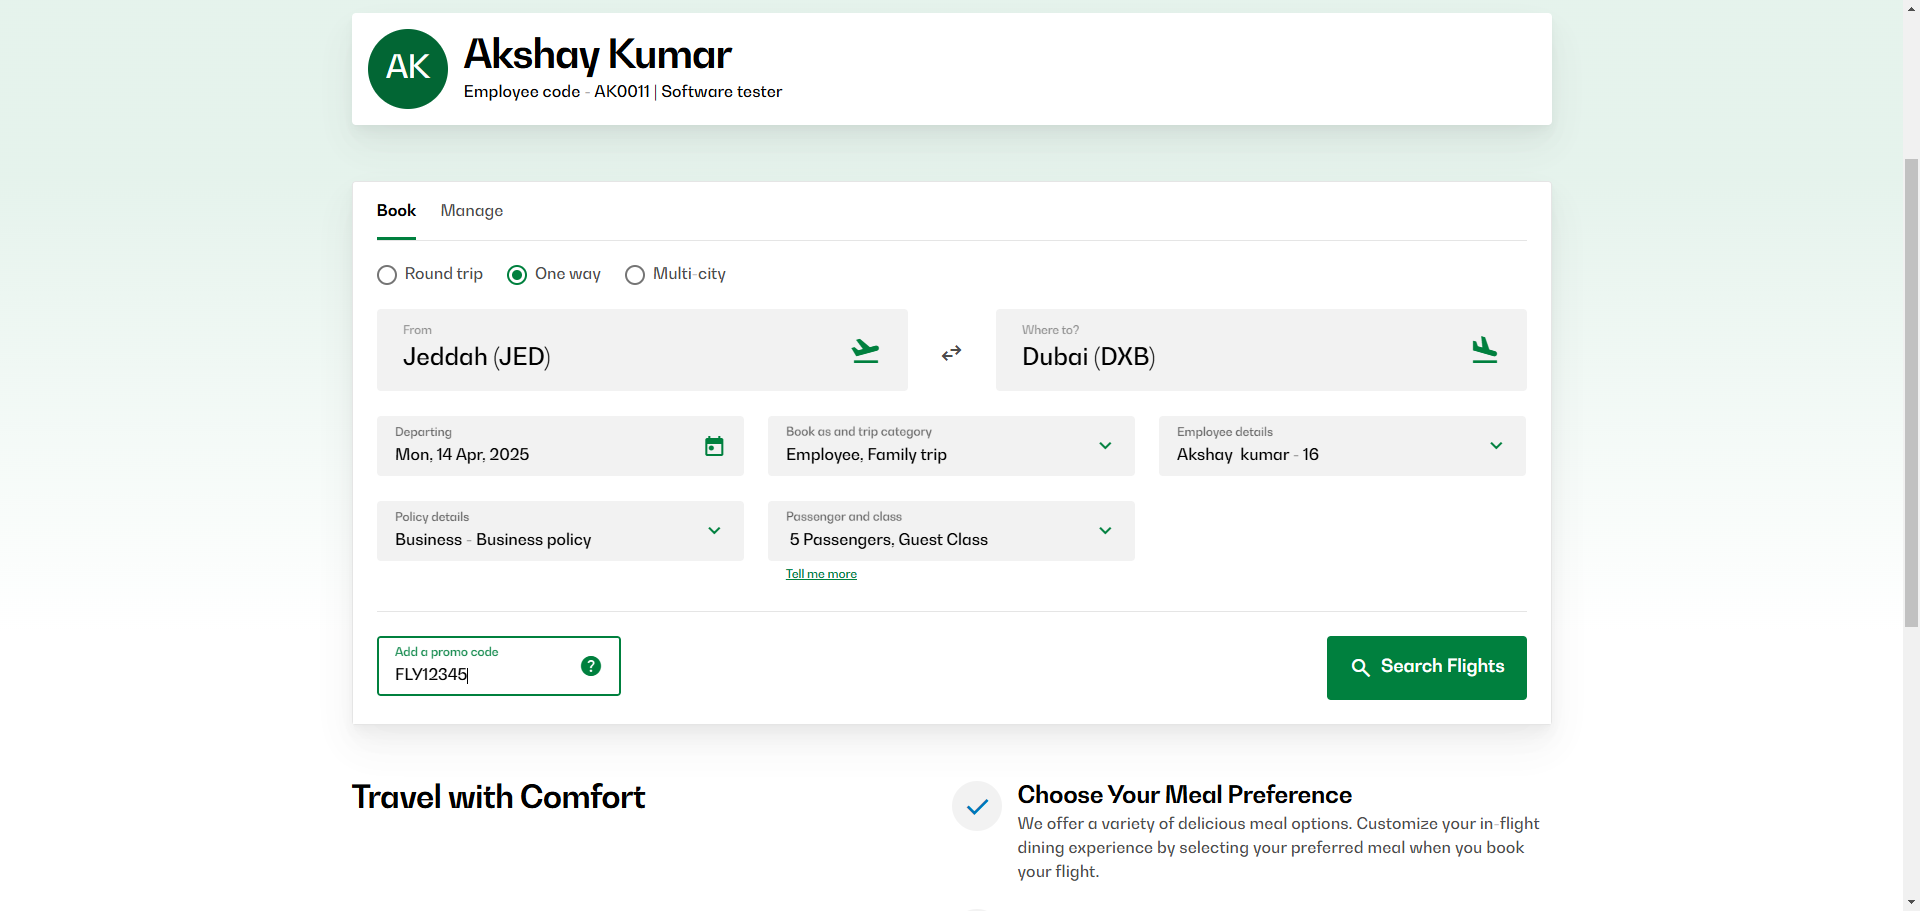 AK
Akshay Kumar
Employee code - AK0011 | Software tester
Book
Manage
Round trip
One way
Multi-city
From
Jeddah (JED)
Where to?
Dubai (DXB)
Departing
Mon, 14 Apr, 2025
Book as and trip category
Employee, Family trip
Employee details
Akshay  kumar - 16
Policy details
Business - Business policy
Passenger and class
5 Passengers, Guest Class
Tell me more
Add a promo code
FLY12345
?
Search Flights
Travel with Comfort
Choose Your Meal Preference
We offer a variety of delicious meal options. Customize your in-flight
dining experience by selecting your preferred meal when you book
your flight.